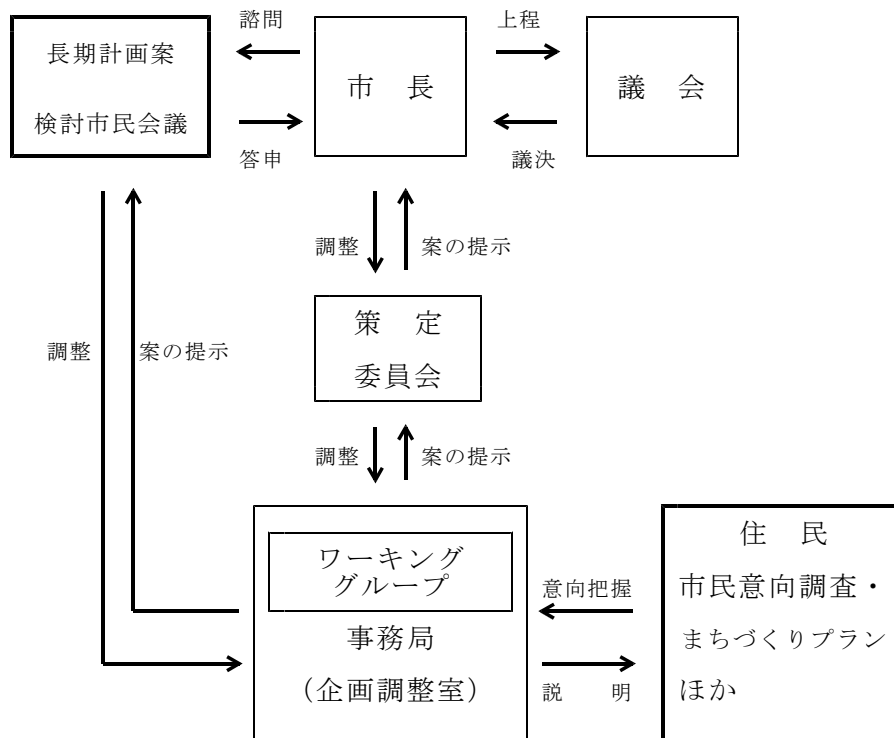 諮問
上程
長期計画案
検討市民会議
市　長
議　会
答申
議決
調整
案の提示
策　定
委員会
調整
案の提示
調整
案の提示
ワーキング
グループ
事務局
（企画調整室）
意向把握
説　明
住　民
市民意向調査・
まちづくりプラン
ほか